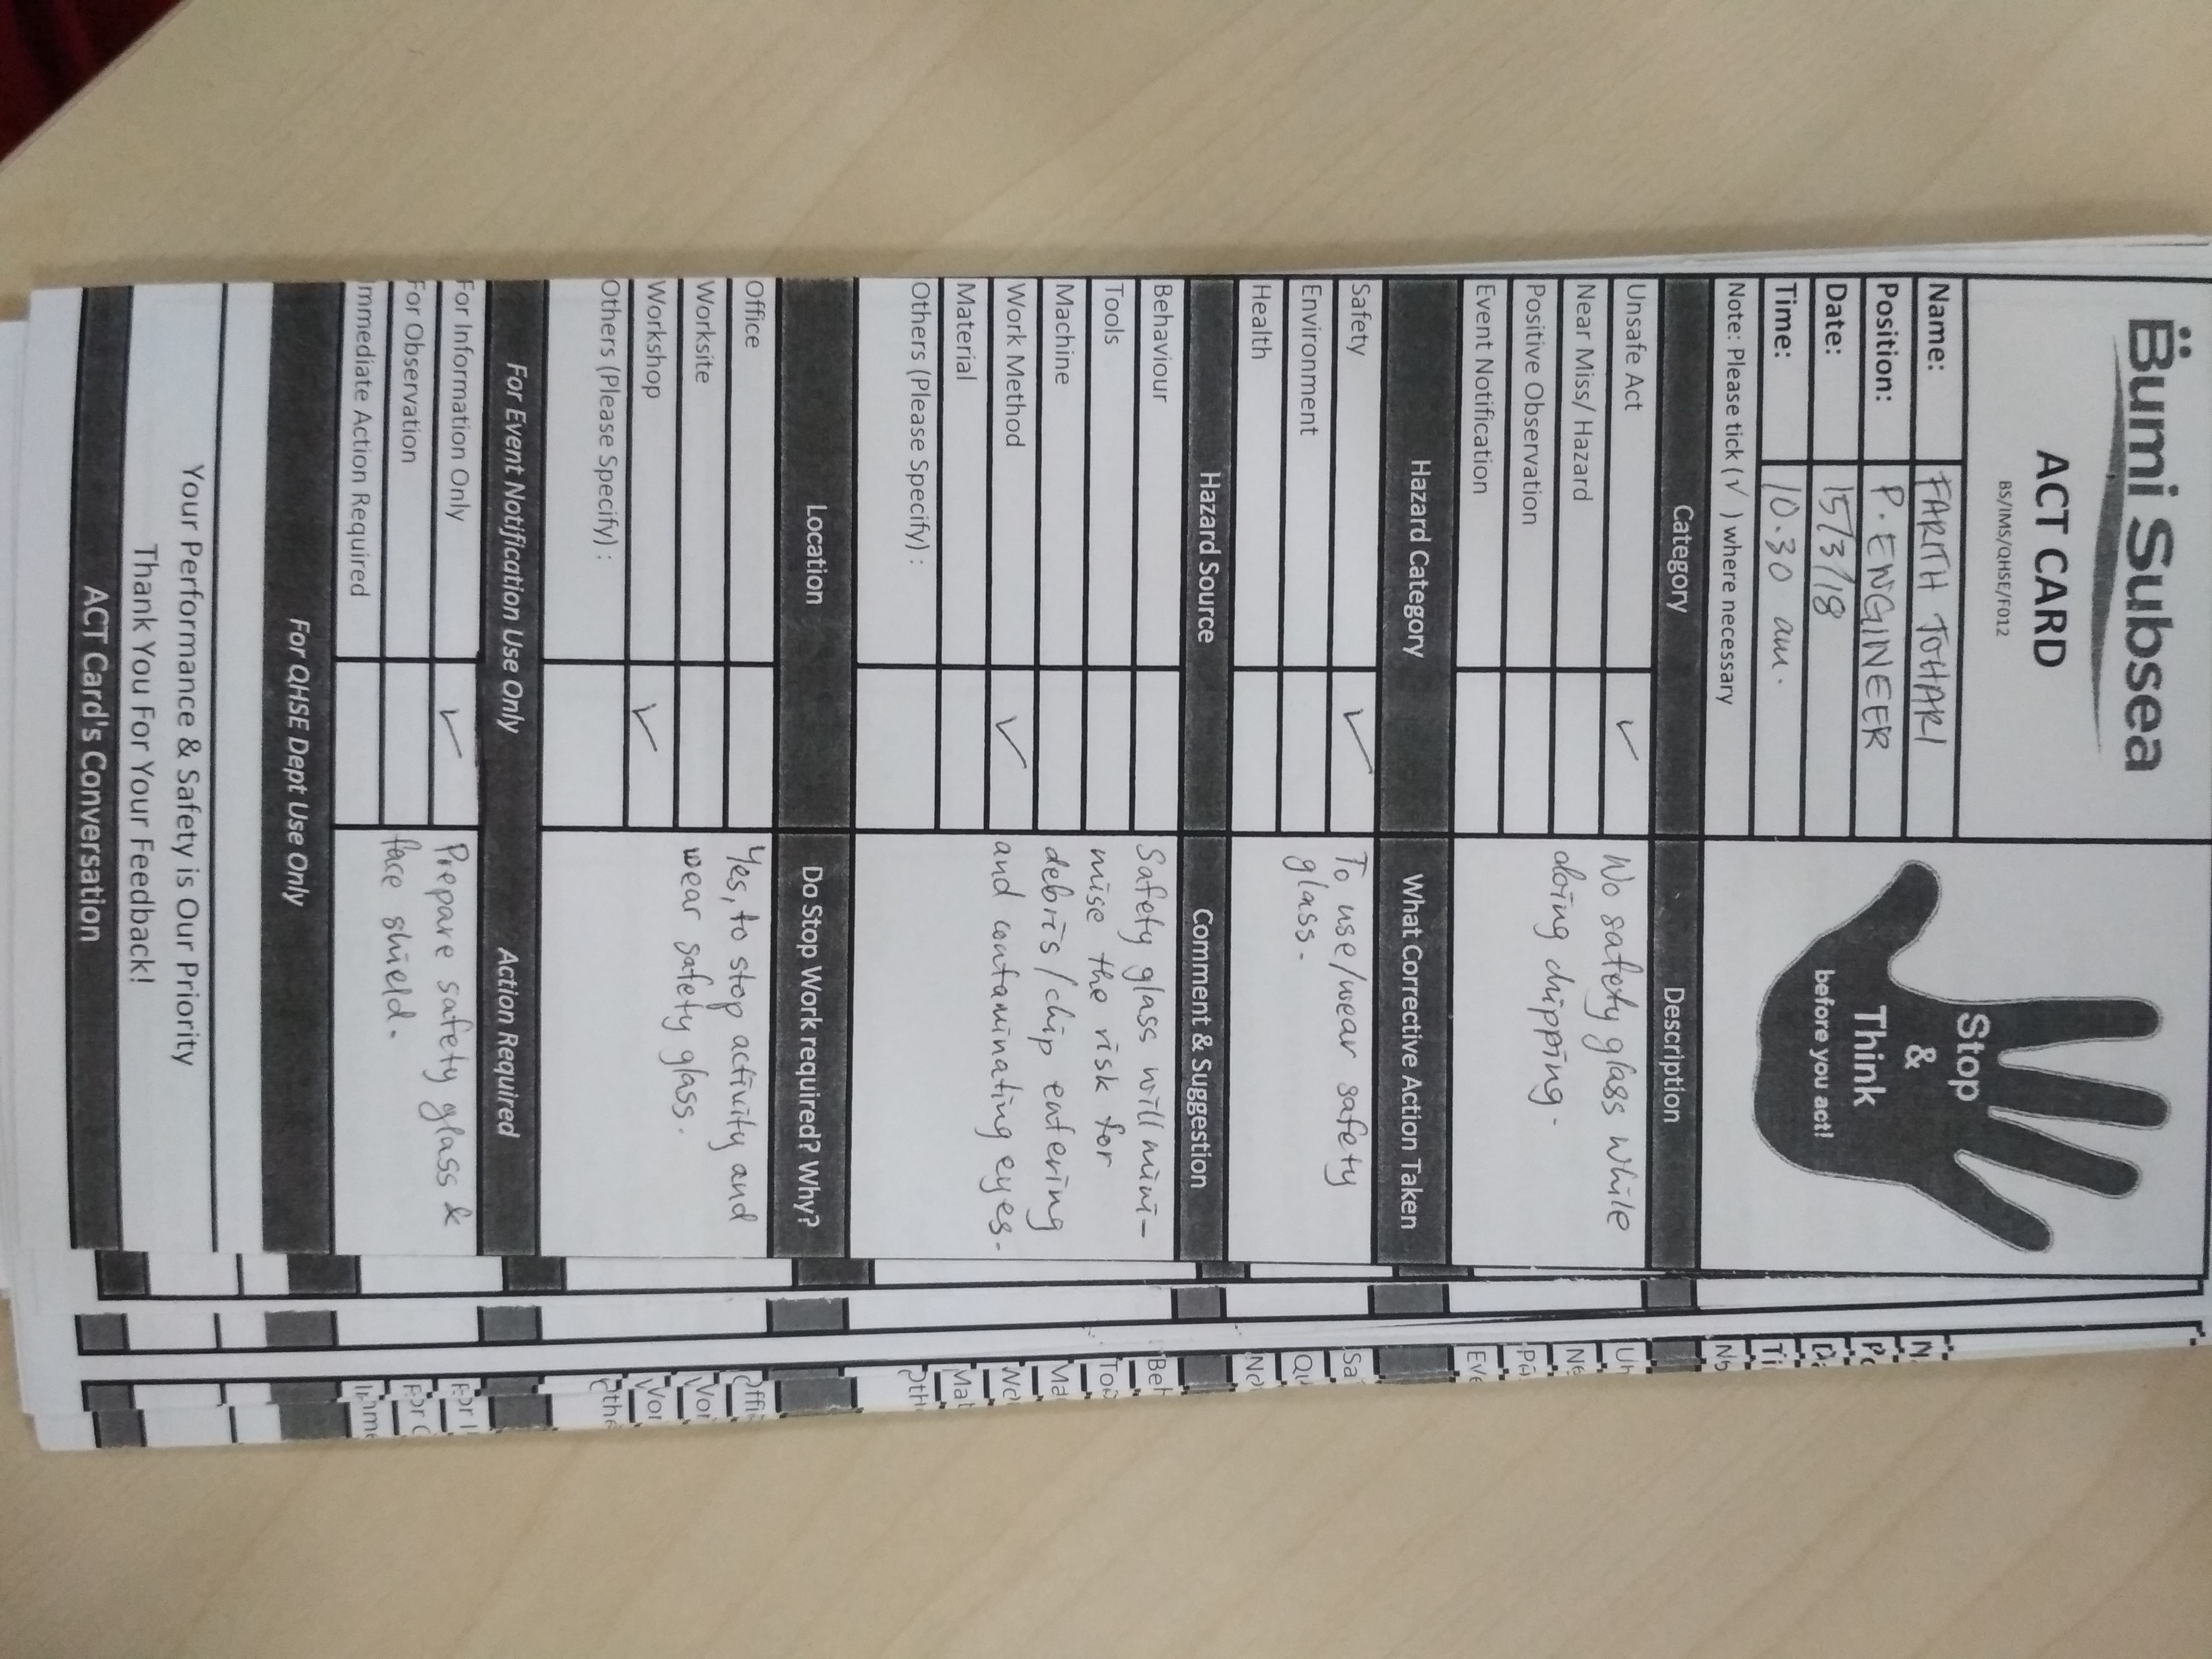 Bumi Subsea
ACT CARD
BS/IMS/QHSE/F012
Name: FARITH TOHARI
Position: P. ENGINEER
Date: 15/3/18
Time: 10.30 am.
Note: Please tick (√ ) where necessary
Stop
&
Think
before you act!
Category
Unsafe Act ✓
Near Miss/ Hazard
Positive Observation
Event Notification
Description
No safety glass while
doing chipping.
Hazard Category
Safety ✓
Environment
Health
What Corrective Action Taken
To use/wear safety
glass.
Hazard Source
Behaviour
Tools
Machine
Work Method ✓
Material
Others (Please Specify) :
Comment & Suggestion
Safety glass will mini-
mise the risk for
debris/chip entering
and contaminating eyes.
Location
Office
Worksite
Workshop ✓
Others (Please Specify) :
Do Stop Work required? Why?
Yes, to stop activity and
wear safety glass.
For Event Notification Use Only
For Information Only ✓
For Observation
mmediate Action Required
Action Required
Prepare safety glass &
face shield.
For QHSE Dept Use Only
Your Performance & Safety is Our Priority
Thank You For Your Feedback!
ACT Card's Conversation